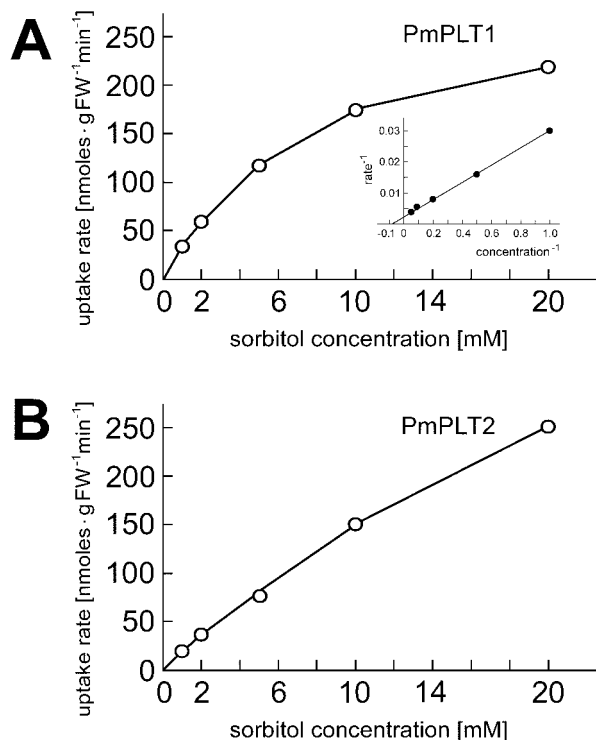 A
PmPLT1
uptake rate [nmoles · gFW⁻¹min⁻¹]
250
200
150
100
50
0
0 2 6 10 14 20
sorbitol concentration [mM]
rate⁻¹
0.03
0.02
0.01
-0.1 0.2 0.4 0.6 0.8 1.0
concentration⁻¹
B
PmPLT2
uptake rate [nmoles · gFW⁻¹min⁻¹]
250
200
150
100
50
0
0 2 6 10 14 20
sorbitol concentration [mM]